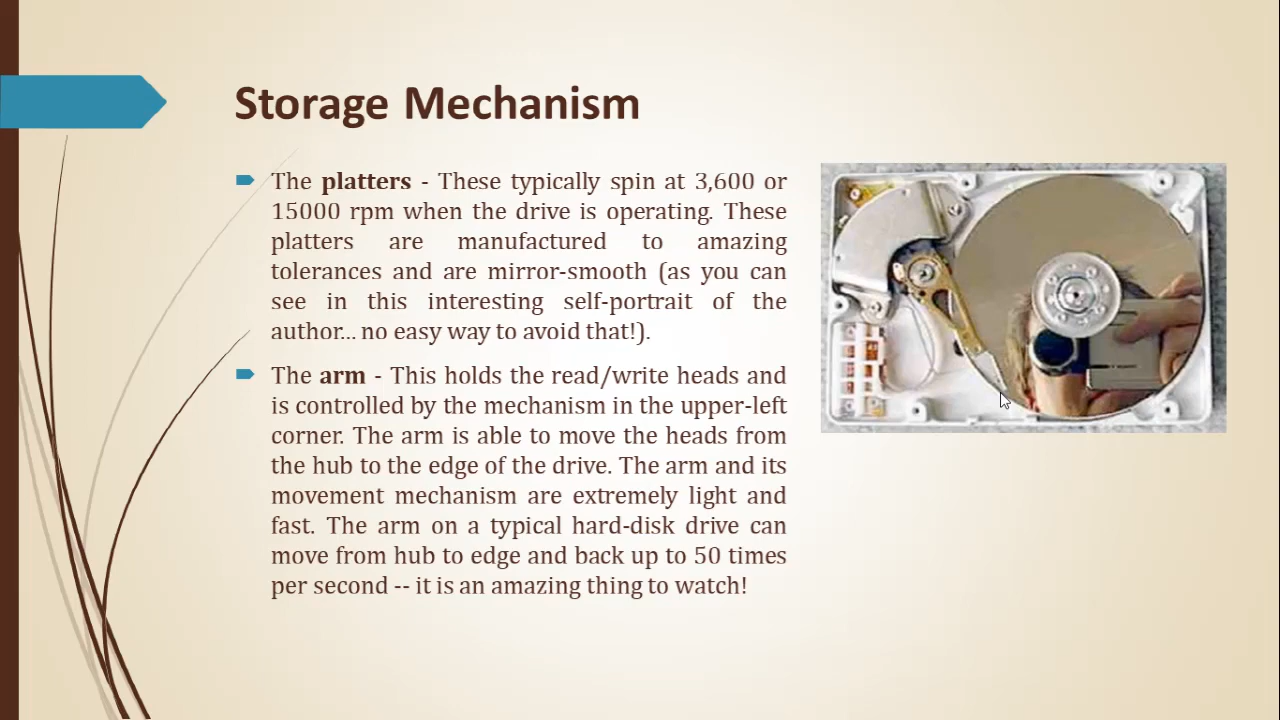 Storage Mechanism
The platters - These typically spin at 3,600 or
15000 rpm when the drive is operating. These
platters are manufactured to amazing
tolerances and are mirror-smooth (as you can
see in this interesting self-portrait of the
author... no easy way to avoid that!).
The arm - This holds the read/write heads and
is controlled by the mechanism in the upper-left
corner. The arm is able to move the heads from
the hub to the edge of the drive. The arm and its
movement mechanism are extremely light and
fast. The arm on a typical hard-disk drive can
move from hub to edge and back up to 50 times
per second -- it is an amazing thing to watch!